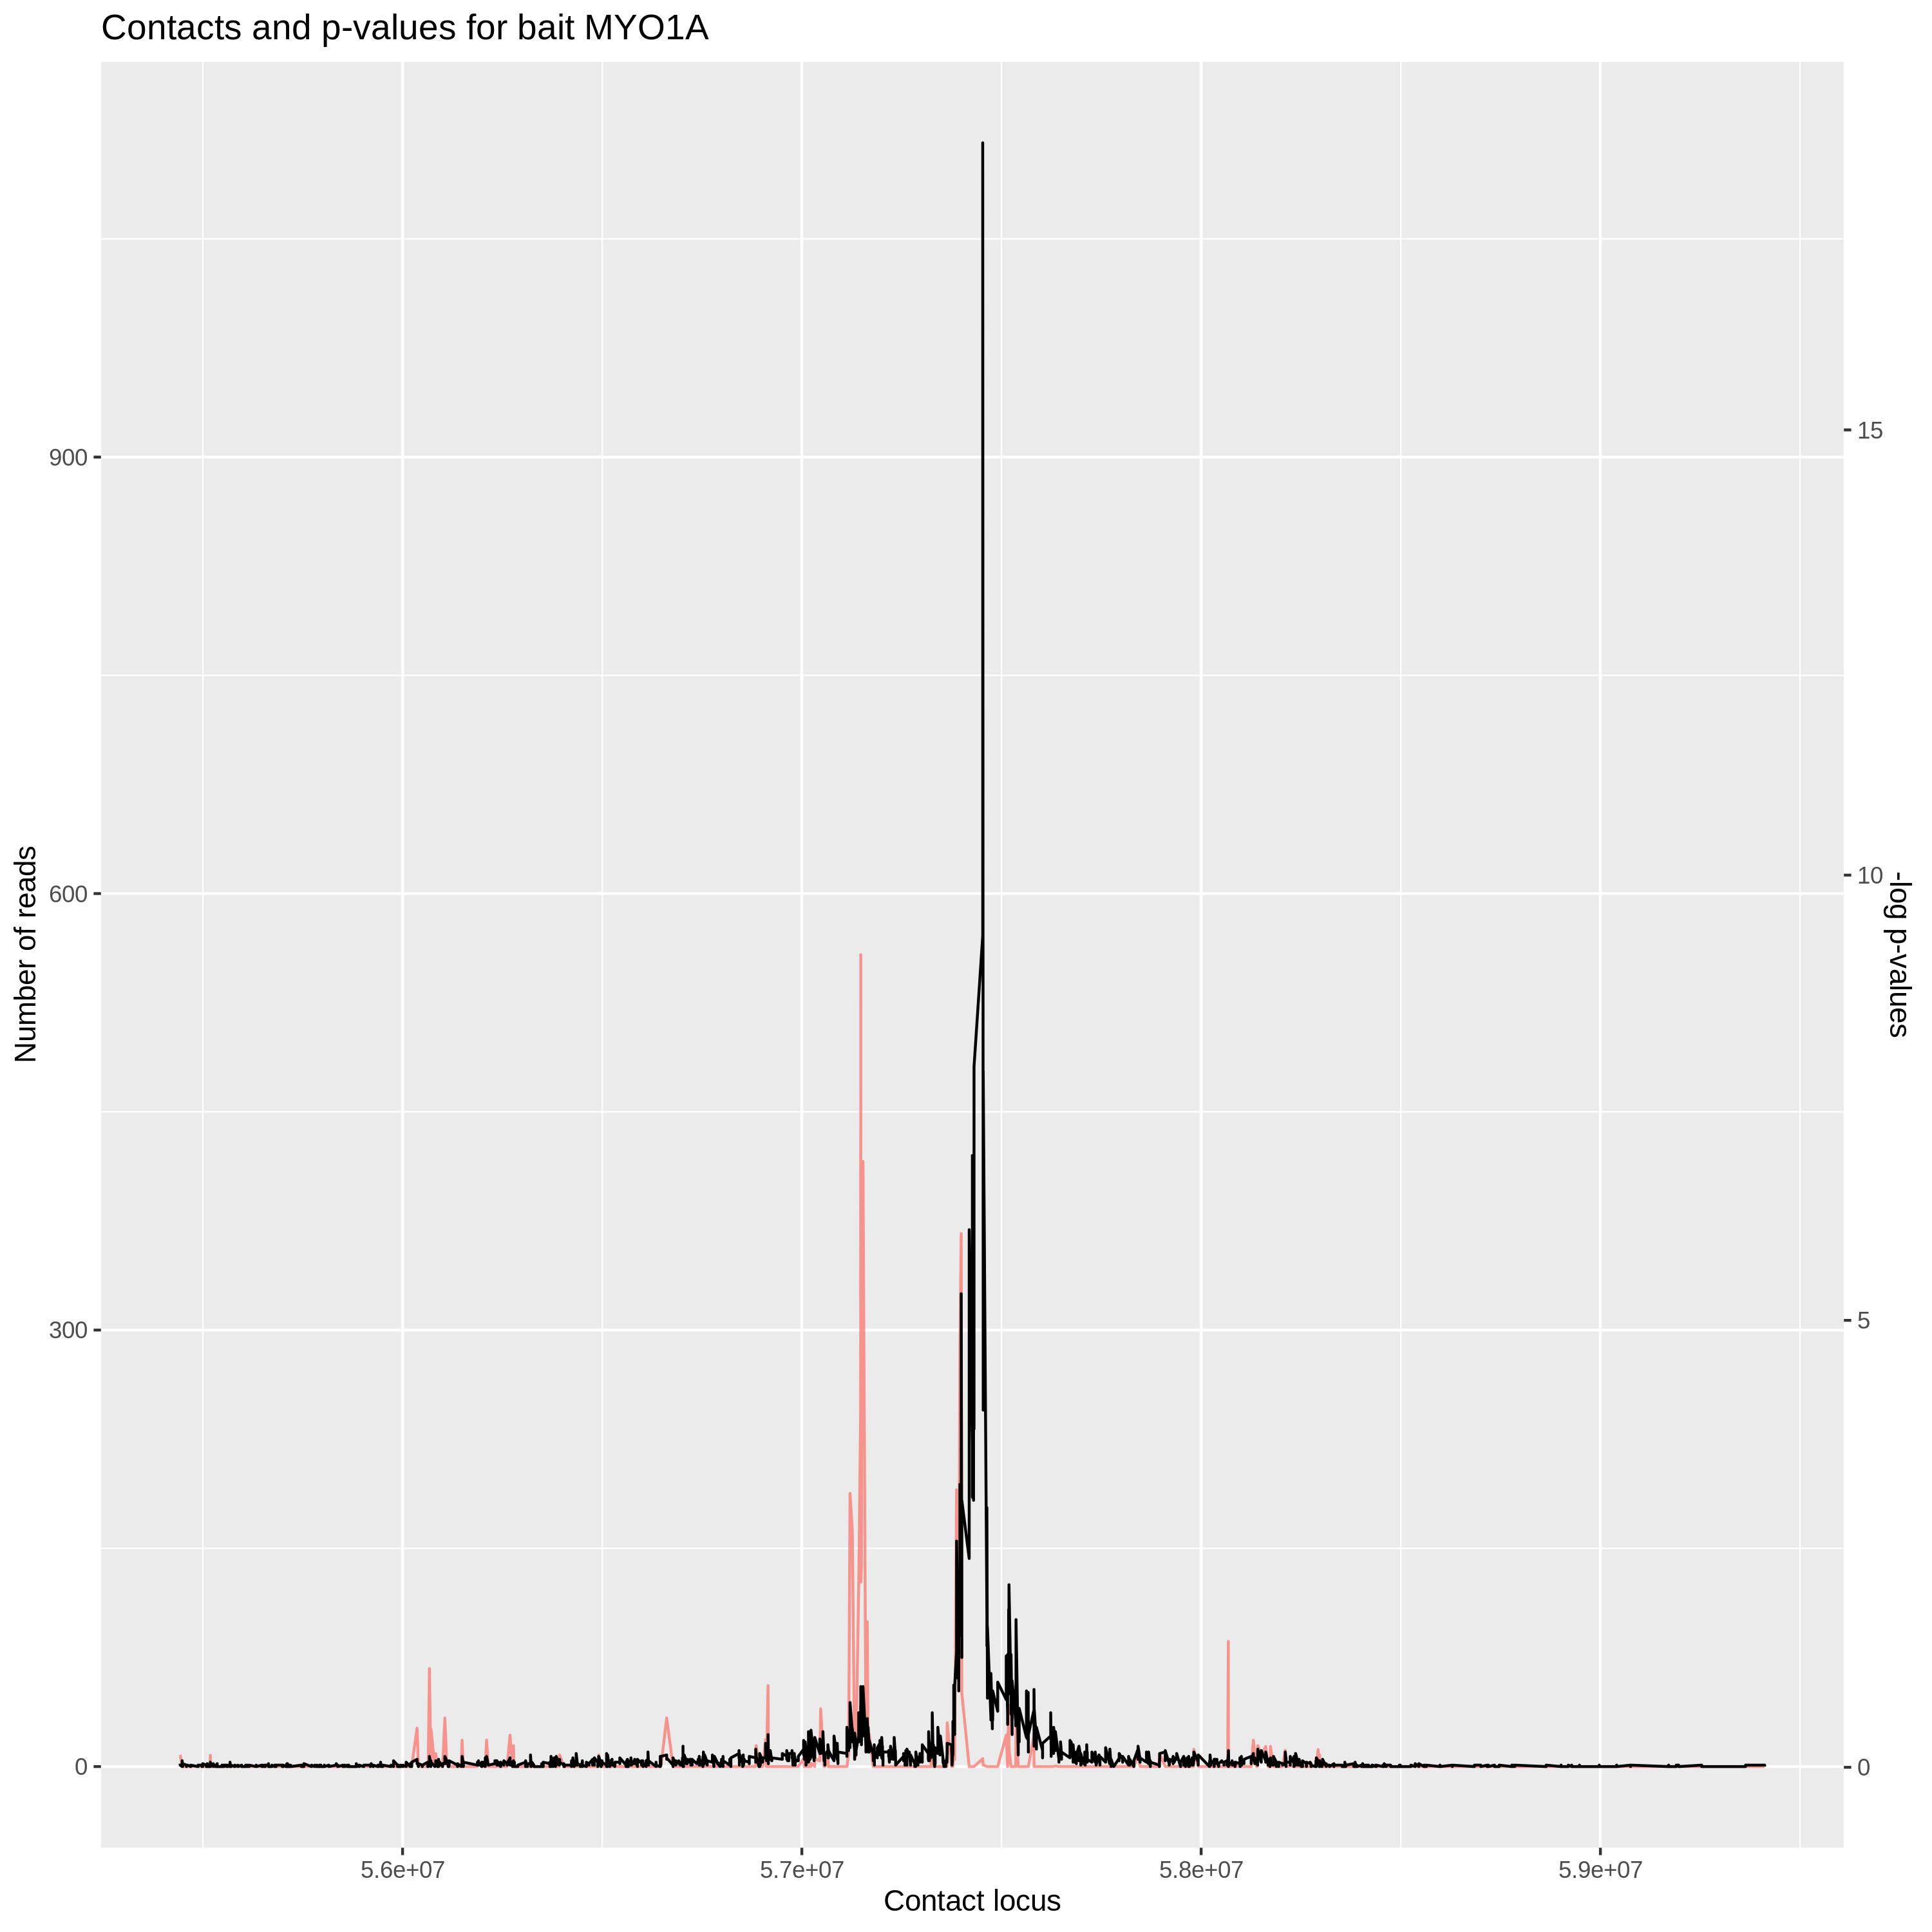 Contacts and p-values for bait MYO1A
Number of reads
900
600
300
0
15
10
5
0
-log p-values
5.6e+07
5.7e+07
5.8e+07
5.9e+07
Contact locus